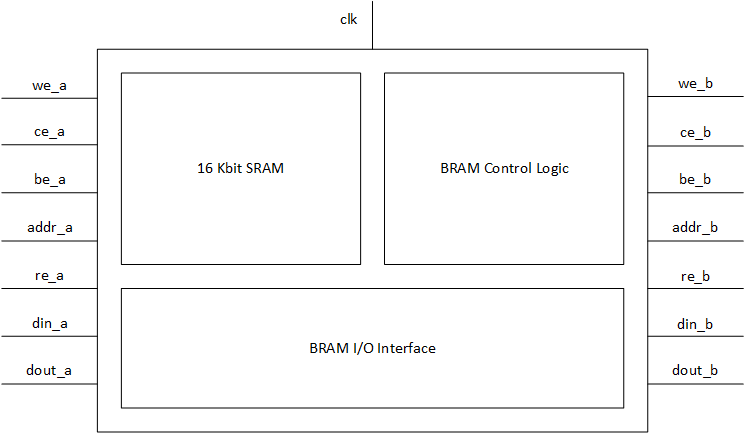 clk
we_a
ce_a
be_a
addr_a
re_a
din_a
dout_a
16 Kbit SRAM
BRAM Control Logic
BRAM I/O Interface
we_b
ce_b
be_b
addr_b
re_b
din_b
dout_b